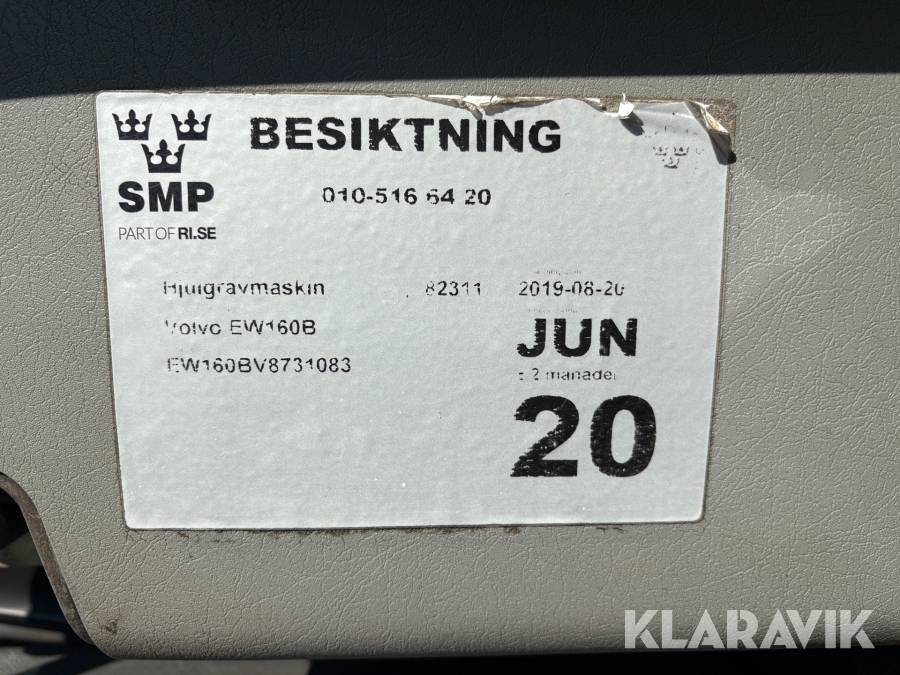 BESIKTNING
SMP
PART OF RI.SE
010-516 64 20
Hjulgrävmaskin 82311 2019-08-20
Volvo EW160B
JUN
EW160BV8731083
± 2 månader
20
KLARAVIK